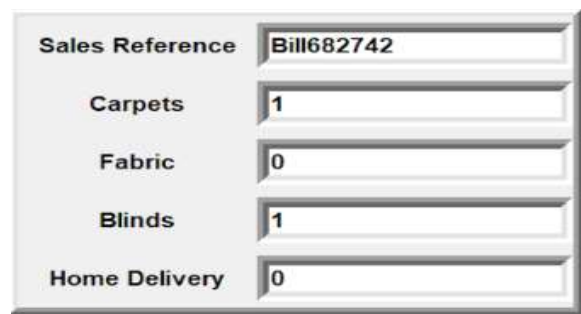 Sales Reference Bill682742
Carpets 1
Fabric 0
Blinds 1
Home Delivery 0